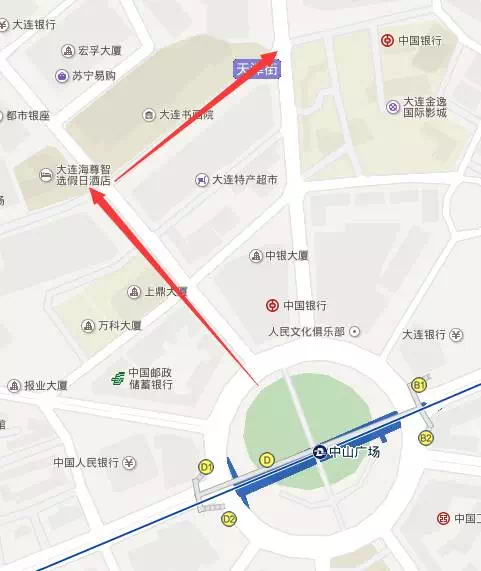 大连银行
宏孚大厦
中国银行
天津街
苏宁易购
大连金逸
国际影城
都市银座
大连书画院
大连海尊智
选假日酒店
大连特产超市
场
中银大厦
上鼎大厦
中国银行
万科大厦
人民文化俱乐部
大连银行
中国邮政
储蓄银行
报业大厦
B1
馆
B2
中山广场
中国人民银行
D1
D
D2
中国工